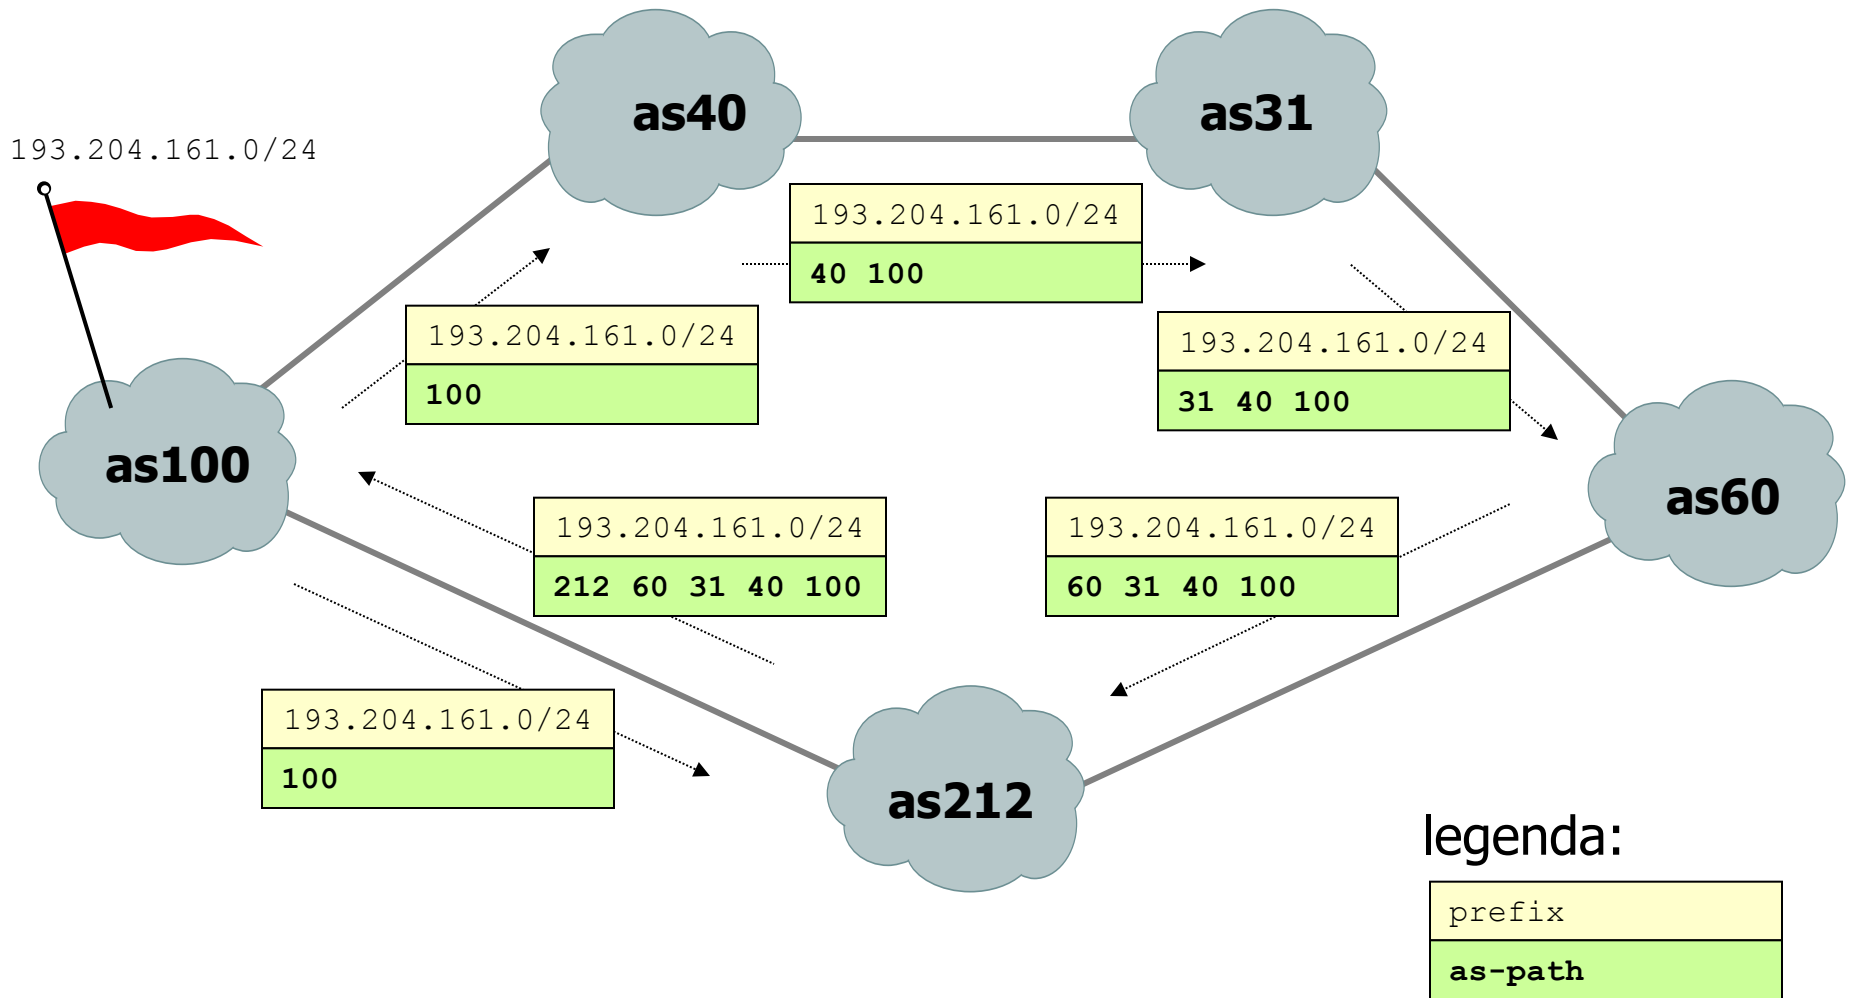 as40
as31
193.204.161.0/24
193.204.161.0/24
40 100
193.204.161.0/24
100
193.204.161.0/24
31 40 100
as100
as60
193.204.161.0/24
212 60 31 40 100
193.204.161.0/24
60 31 40 100
193.204.161.0/24
100
as212
legenda:
prefix
as-path